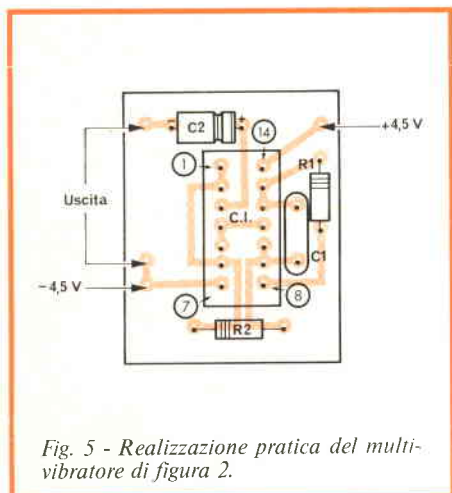 C2
+4,5 V
1
14
R1
Uscita
C.I.
C1
−4,5 V
7
8
R2
Fig. 5 - Realizzazione pratica del multi-
vibratore di figura 2.